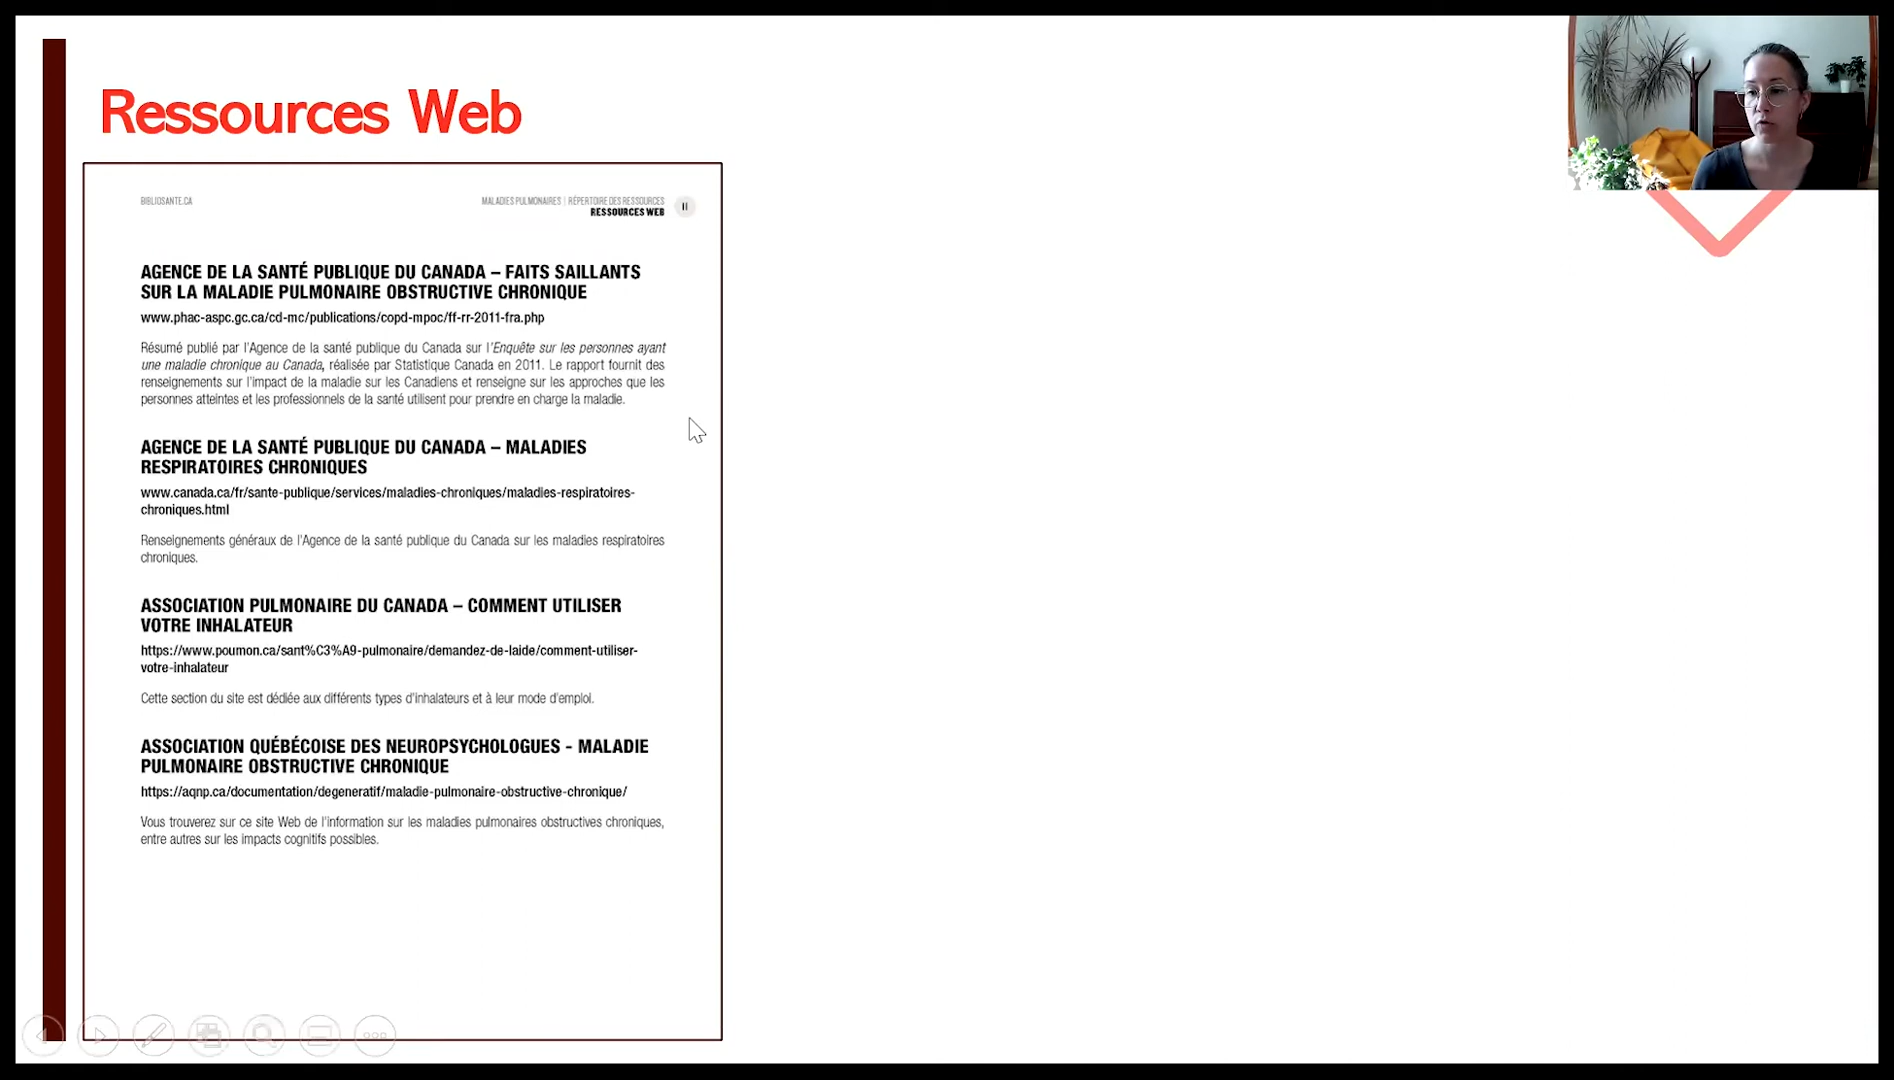 Ressources Web
BIBLIOSANTE.CA
MALADIES PULMONAIRES | RÉPERTOIRE DES RESSOURCES
RESSOURCES WEB
11
AGENCE DE LA SANTÉ PUBLIQUE DU CANADA – FAITS SAILLANTS
SUR LA MALADIE PULMONAIRE OBSTRUCTIVE CHRONIQUE
www.phac-aspc.gc.ca/cd-mc/publications/copd-mpoc/ff-rr-2011-fra.php
Résumé publié par l'Agence de la santé publique du Canada sur l'Enquête sur les personnes ayant
une maladie chronique au Canada, réalisée par Statistique Canada en 2011. Le rapport fournit des
renseignements sur l'impact de la maladie sur les Canadiens et renseigne sur les approches que les
personnes atteintes et les professionnels de la santé utilisent pour prendre en charge la maladie.
AGENCE DE LA SANTÉ PUBLIQUE DU CANADA – MALADIES
RESPIRATOIRES CHRONIQUES
www.canada.ca/fr/sante-publique/services/maladies-chroniques/maladies-respiratoires-
chroniques.html
Renseignements généraux de l'Agence de la santé publique du Canada sur les maladies respiratoires
chroniques.
ASSOCIATION PULMONAIRE DU CANADA – COMMENT UTILISER
VOTRE INHALATEUR
https://www.poumon.ca/sant%C3%A9-pulmonaire/demandez-de-laide/comment-utiliser-
votre-inhalateur
Cette section du site est dédiée aux différents types d'inhalateurs et à leur mode d'emploi.
ASSOCIATION QUÉBÉCOISE DES NEUROPSYCHOLOGUES - MALADIE
PULMONAIRE OBSTRUCTIVE CHRONIQUE
https://aqnp.ca/documentation/degeneratif/maladie-pulmonaire-obstructive-chronique/
Vous trouverez sur ce site Web de l'information sur les maladies pulmonaires obstructives chroniques,
entre autres sur les impacts cognitifs possibles.